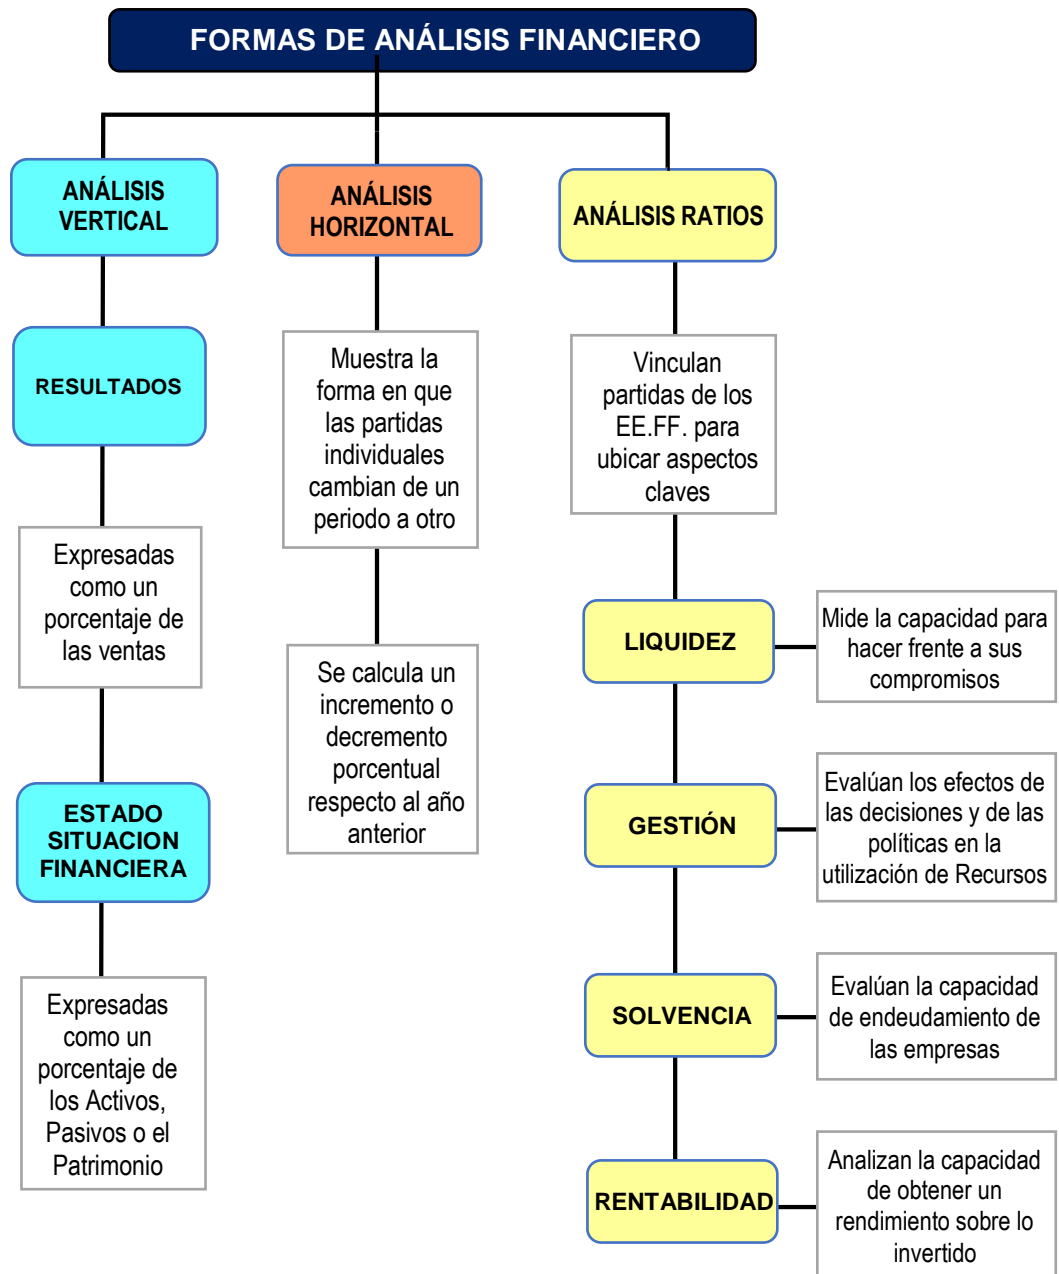 FORMAS DE ANÁLISIS FINANCIERO
ANÁLISIS
VERTICAL
RESULTADOS
Expresadas
como un
porcentaje de
las ventas
ESTADO
SITUACION
FINANCIERA
Expresadas
como un
porcentaje de
los Activos,
Pasivos o el
Patrimonio
ANÁLISIS
HORIZONTAL
Muestra la
forma en que
las partidas
individuales
cambian de un
periodo a otro
Se calcula un
incremento o
decremento
porcentual
respecto al año
anterior
ANÁLISIS RATIOS
Vinculan
partidas de los
EE.FF. para
ubicar aspectos
claves
LIQUIDEZ
Mide la capacidad para
hacer frente a sus
compromisos
GESTIÓN
Evalúan los efectos de
las decisiones y de las
políticas en la
utilización de Recursos
SOLVENCIA
Evalúan la capacidad
de endeudamiento de
las empresas
RENTABILIDAD
Analizan la capacidad
de obtener un
rendimiento sobre lo
invertido